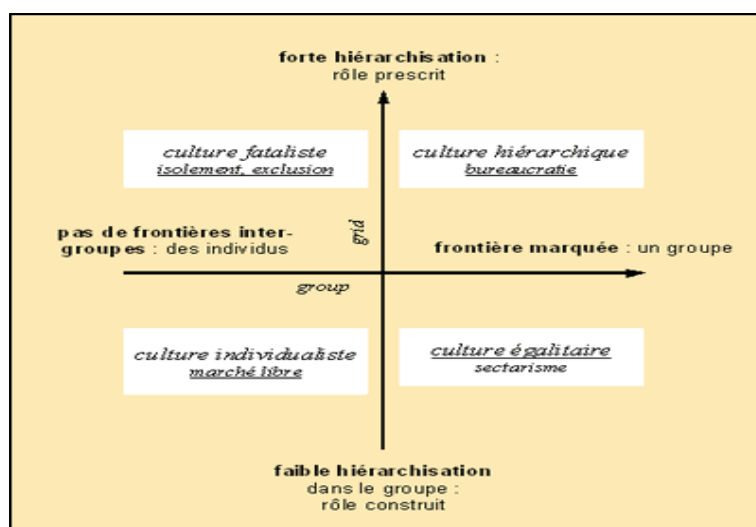 forte hiérarchisation :
rôle prescrit
culture fataliste
isolement, exclusion
culture hiérarchique
bureaucratie
pas de frontières inter-
groupes : des individus
grid
frontière marquée : un groupe
group
culture individualiste
marché libre
culture égalitaire
sectarisme
faible hiérarchisation
dans le groupe :
rôle construit